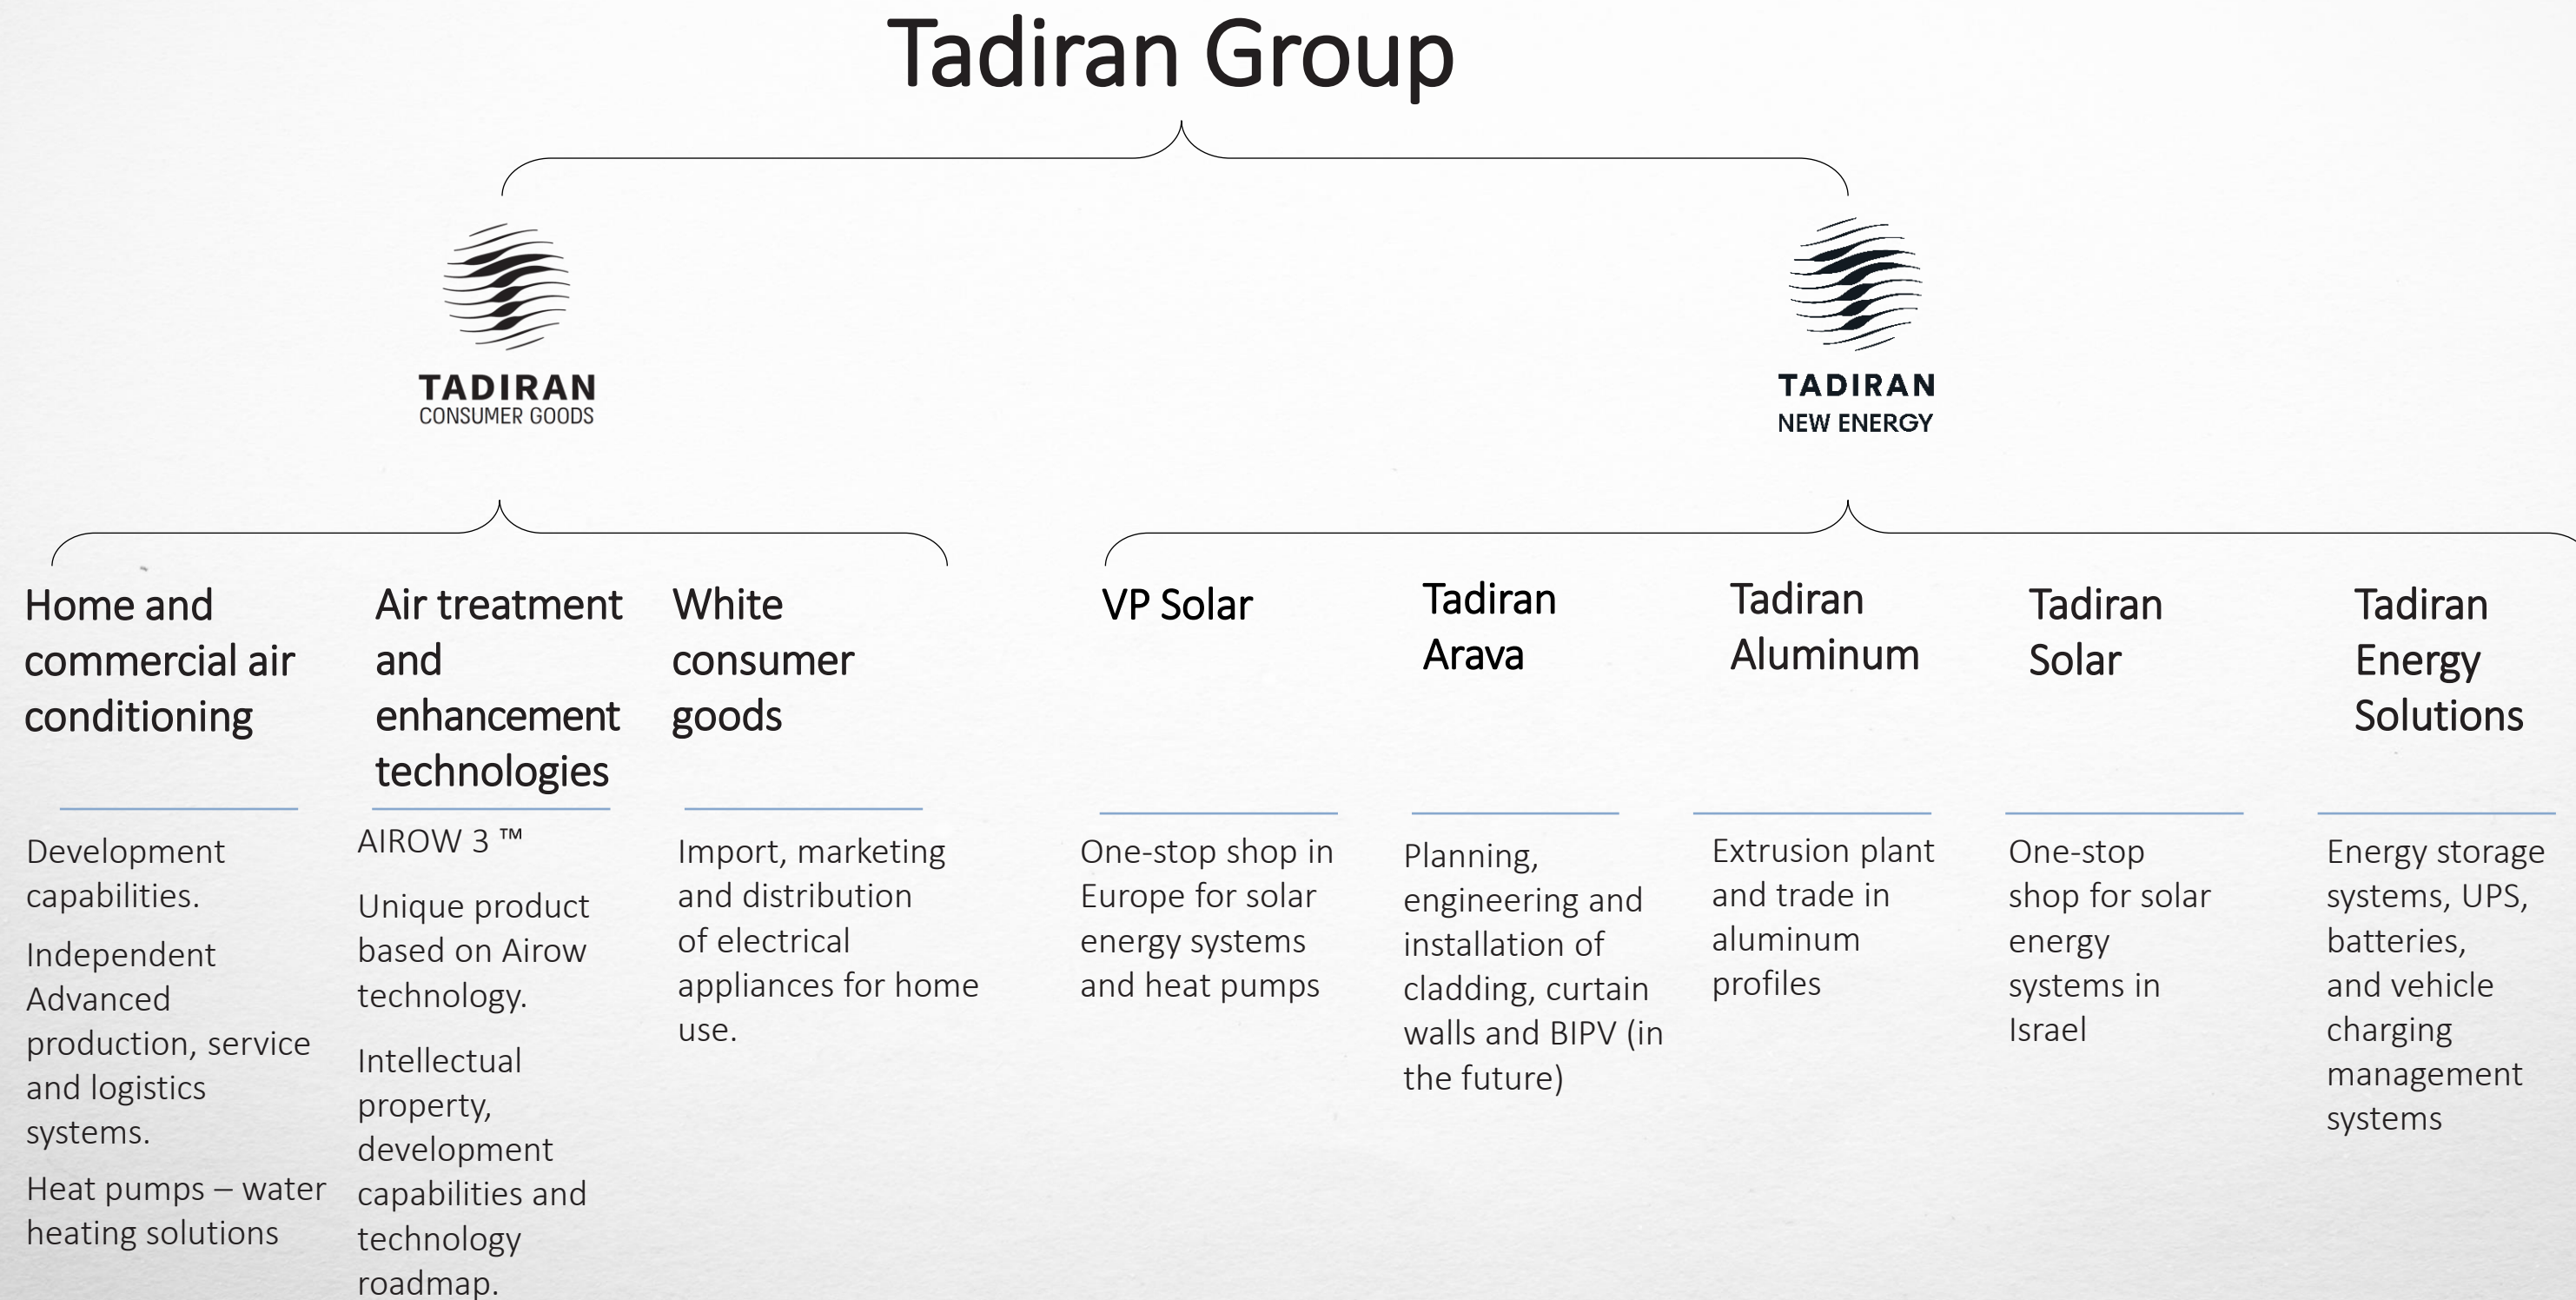 Tadiran Group
TADIRAN
CONSUMER GOODS
TADIRAN
NEW ENERGY
Home and
commercial air
conditioning
Development
capabilities.
Independent
Advanced
production, service
and logistics
systems.
Heat pumps – water
heating solutions
Air treatment
and
enhancement
technologies
AIROW 3 ™
Unique product
based on Airow
technology.
Intellectual
property,
development
capabilities and
technology
roadmap.
White
consumer
goods
Import, marketing
and distribution
of electrical
appliances for home
use.
VP Solar
One-stop shop in
Europe for solar
energy systems
and heat pumps
Tadiran
Arava
Planning,
engineering and
installation of
cladding, curtain
walls and BIPV (in
the future)
Tadiran
Aluminum
Extrusion plant
and trade in
aluminum
profiles
Tadiran
Solar
One-stop
shop for solar
energy
systems in
Israel
Tadiran
Energy
Solutions
Energy storage
systems, UPS,
batteries,
and vehicle
charging
management
systems